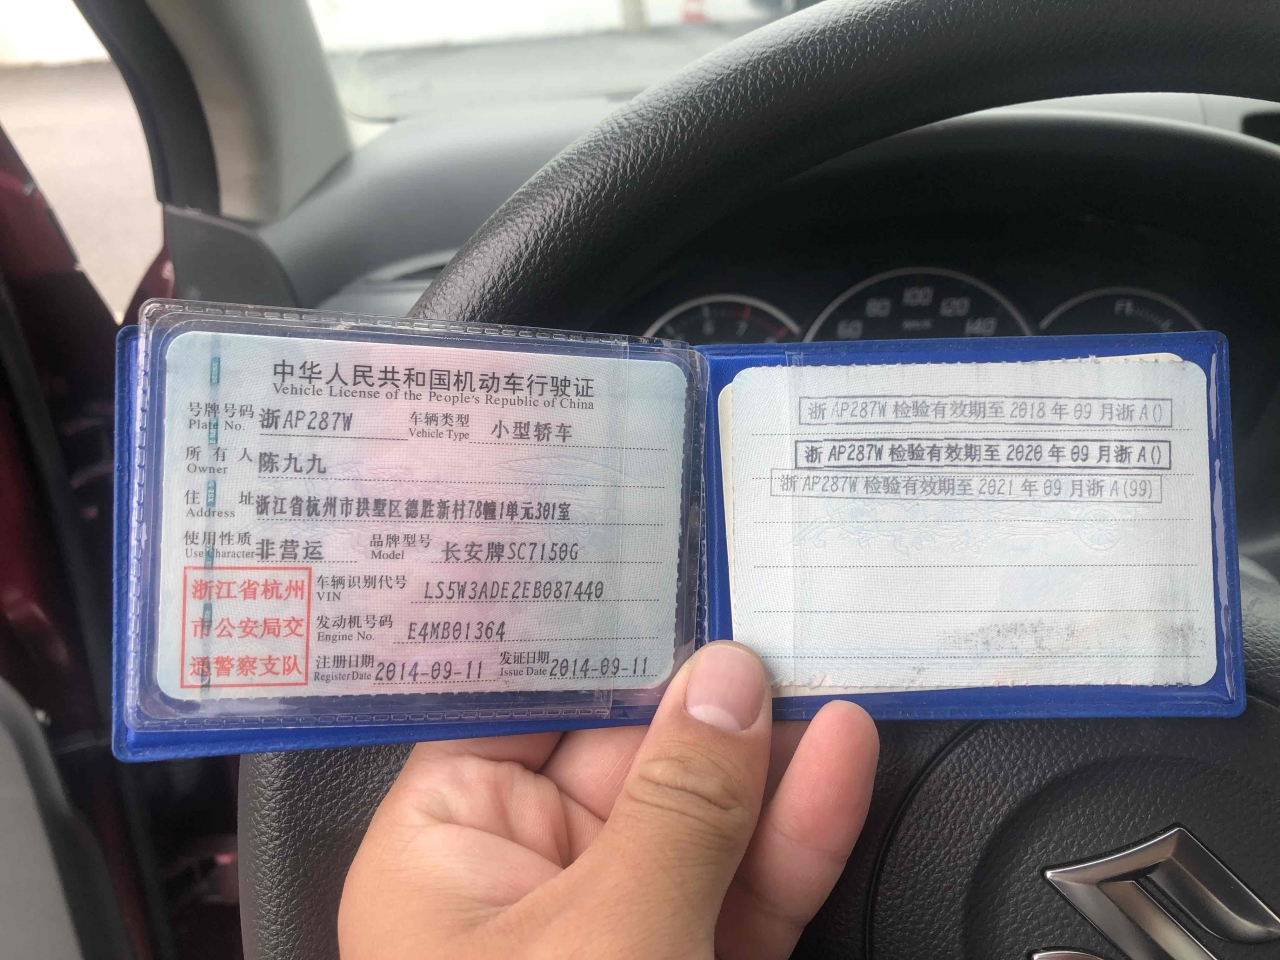 中华人民共和国机动车行驶证
Vehicle License of the People's Republic of China
号牌号码 浙AP287W 车辆类型 小型轿车
Plate No. Vehicle Type
所有人 陈九九
Owner
住址 浙江省杭州市拱墅区德胜新村78幢1单元301室
Address
使用性质 非营运 品牌型号 长安牌SC7150G
Use Character Model
浙江省杭州
市公安局交
通警察支队
车辆识别代号 LS5W3ADE2EB087440
VIN
发动机号码 E4MB01364
Engine No.
注册日期 2014-09-11 发证日期 2014-09-11
Register Date Issue Date
浙AP287W 检验有效期至 2018 年 09 月浙A()
浙AP287W 检验有效期至 2020 年 09 月浙A()
浙AP287W 检验有效期至 2021 年 09 月浙A(99)
6 7
60 80 100 120 140